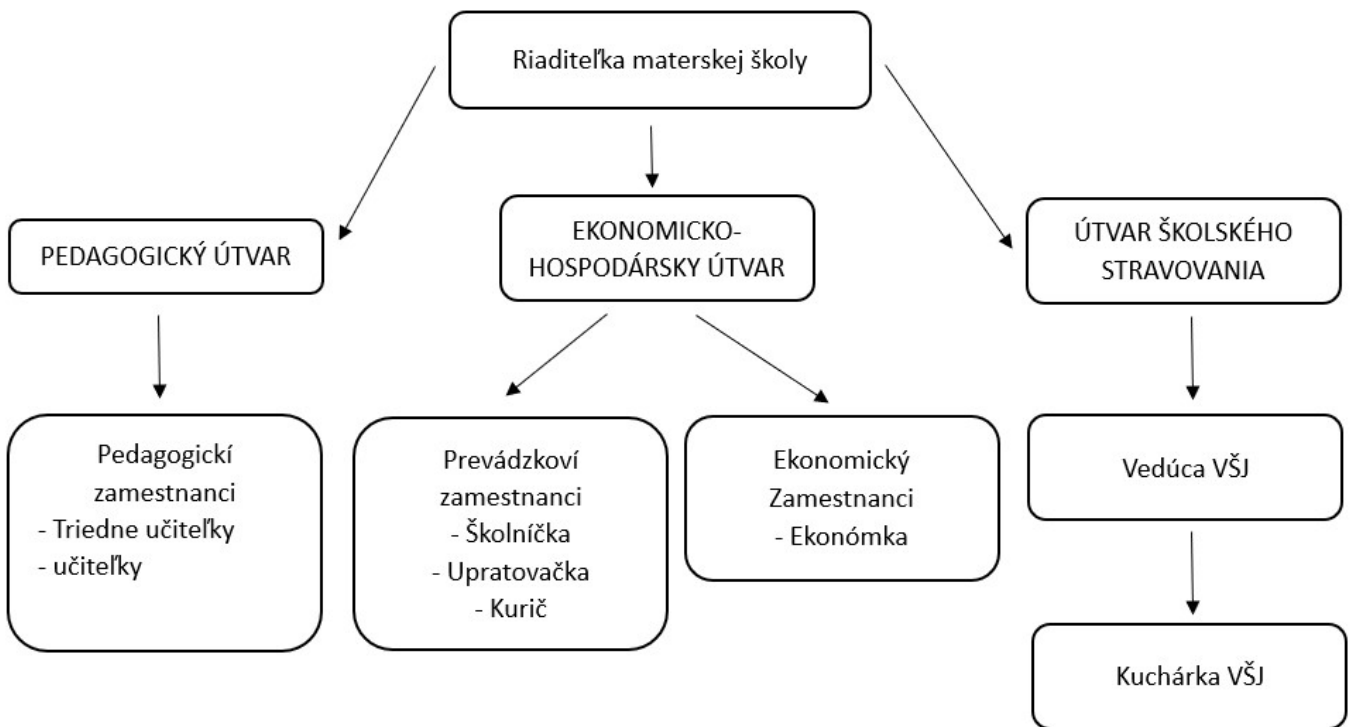 Riaditeľka materskej školy
PEDAGOGICKÝ ÚTVAR
EKONOMICKO-
HOSPODÁRSKY ÚTVAR
ÚTVAR ŠKOLSKÉHO
STRAVOVANIA
Pedagogickí
zamestnanci
- Triedne učiteľky
- učiteľky
Prevádzkoví
zamestnanci
- Školníčka
- Upratovačka
- Kurič
Ekonomický
Zamestnanci
- Ekonómka
Vedúca VŠJ
Kuchárka VŠJ